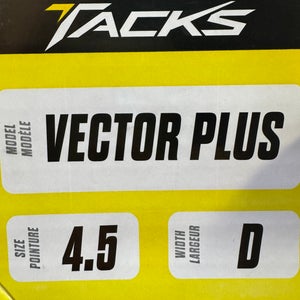 TACKS
MODEL
MODÈLE
VECTOR PLUS
SIZE
POINTURE
4.5
WIDTH
LARGEUR
D